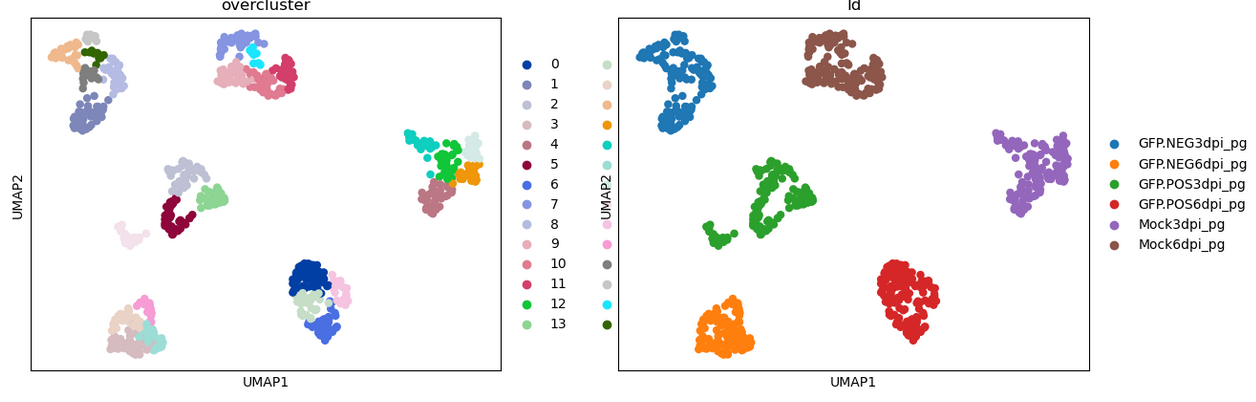 overcluster
Id
0
1
2
3
4
5
6
7
8
9
10
11
12
13
GFP.NEG3dpi_pg
GFP.NEG6dpi_pg
GFP.POS3dpi_pg
GFP.POS6dpi_pg
Mock3dpi_pg
Mock6dpi_pg
UMAP2
UMAP2
UMAP1
UMAP1